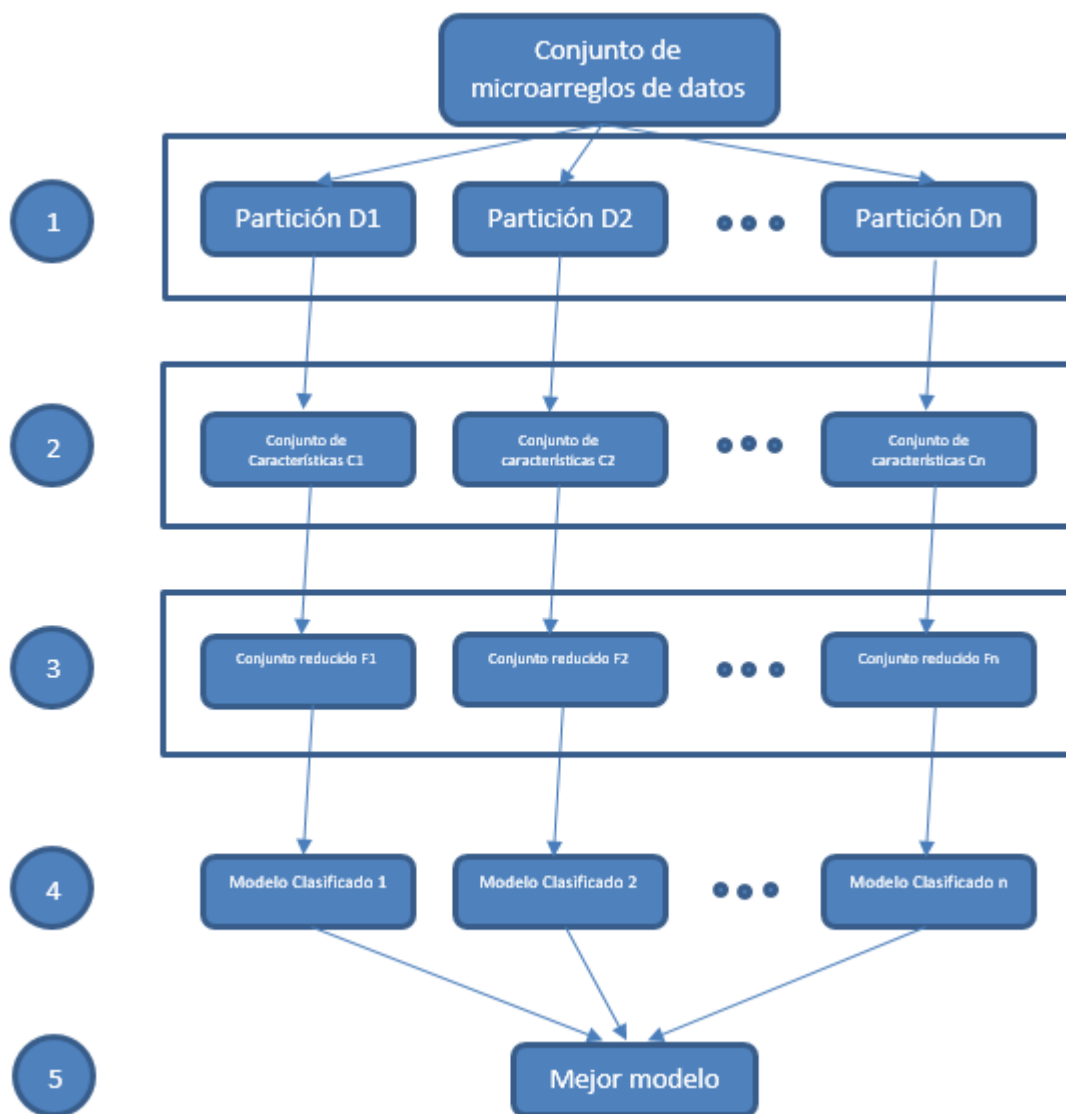 Conjunto de
microarreglos de datos
1
Partición D1
Partición D2
Partición Dn
2
Conjunto de
Características C1
Conjunto de
características C2
Conjunto de
características Cn
3
Conjunto reducido F1
Conjunto reducido F2
Conjunto reducido Fn
4
Modelo Clasificado 1
Modelo Clasificado 2
Modelo Clasificado n
5
Mejor modelo